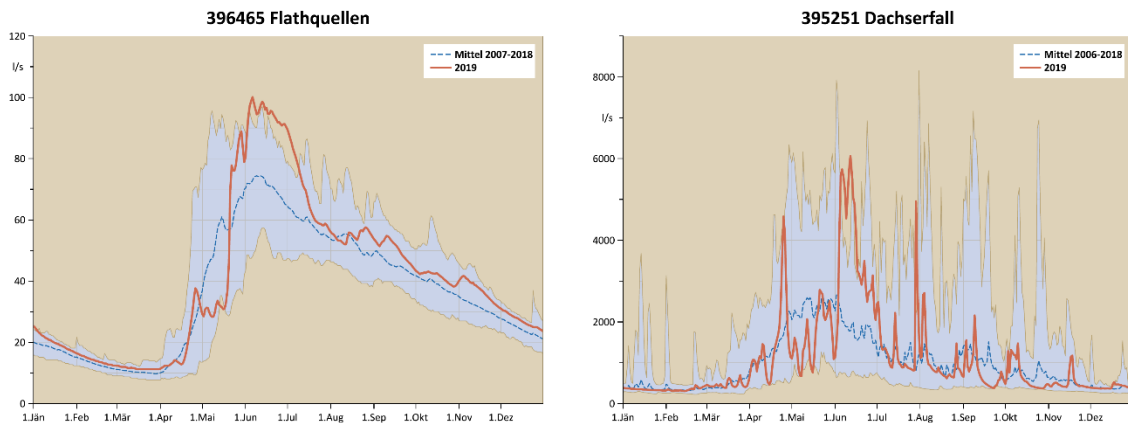 396465 Flathquellen
120
l/s
100
80
60
40
20
0
1.Jän 1.Feb 1.Mär 1.Apr 1.Mai 1.Jun 1.Jul 1.Aug 1.Sep 1.Okt 1.Nov 1.Dez
Mittel 2007-2018
2019
395251 Dachserfall
8000
l/s
6000
4000
2000
0
1.Jän 1.Feb 1.Mär 1.Apr 1.Mai 1.Jun 1.Jul 1.Aug 1.Sep 1.Okt 1.Nov 1.Dez
Mittel 2006-2018
2019